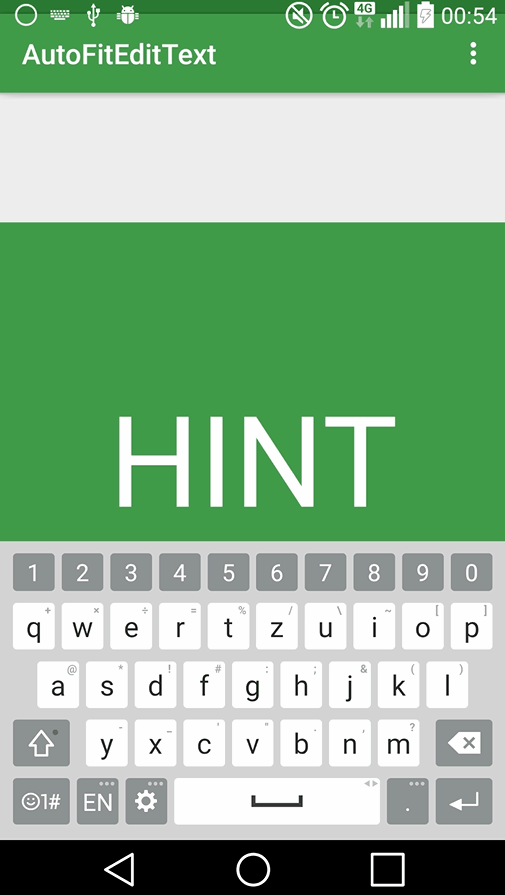 4G 00:54
AutoFitEditText
HINT
1 2 3 4 5 6 7 8 9 0
+ × ÷ = % / \ ~ [ ]
q w e r t z u i o p
@ * ! # : ; & ( )
a s d f g h j k l
- _ ' " . , ?
y x c v b n m
1# EN .